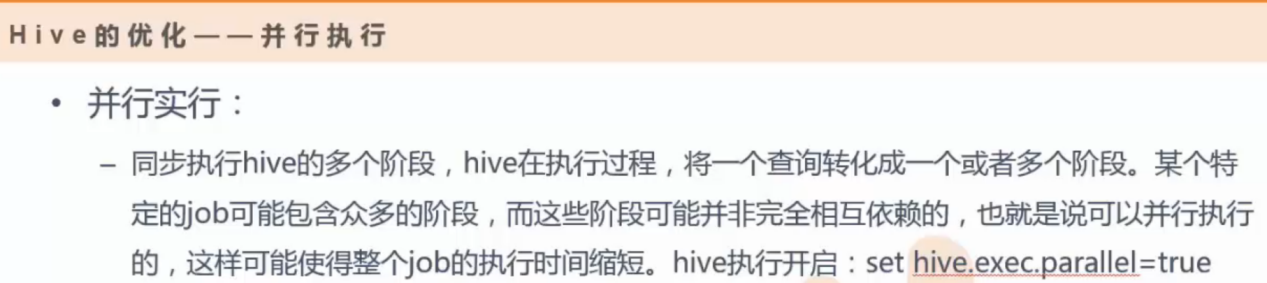 Hive的优化——并行执行
• 并行实行：
– 同步执行hive的多个阶段，hive在执行过程，将一个查询转化成一个或者多个阶段。某个特
定的job可能包含众多的阶段，而这些阶段可能并非完全相互依赖的，也就是说可以并行执行
的，这样可能使得整个job的执行时间缩短。hive执行开启：set hive.exec.parallel=true